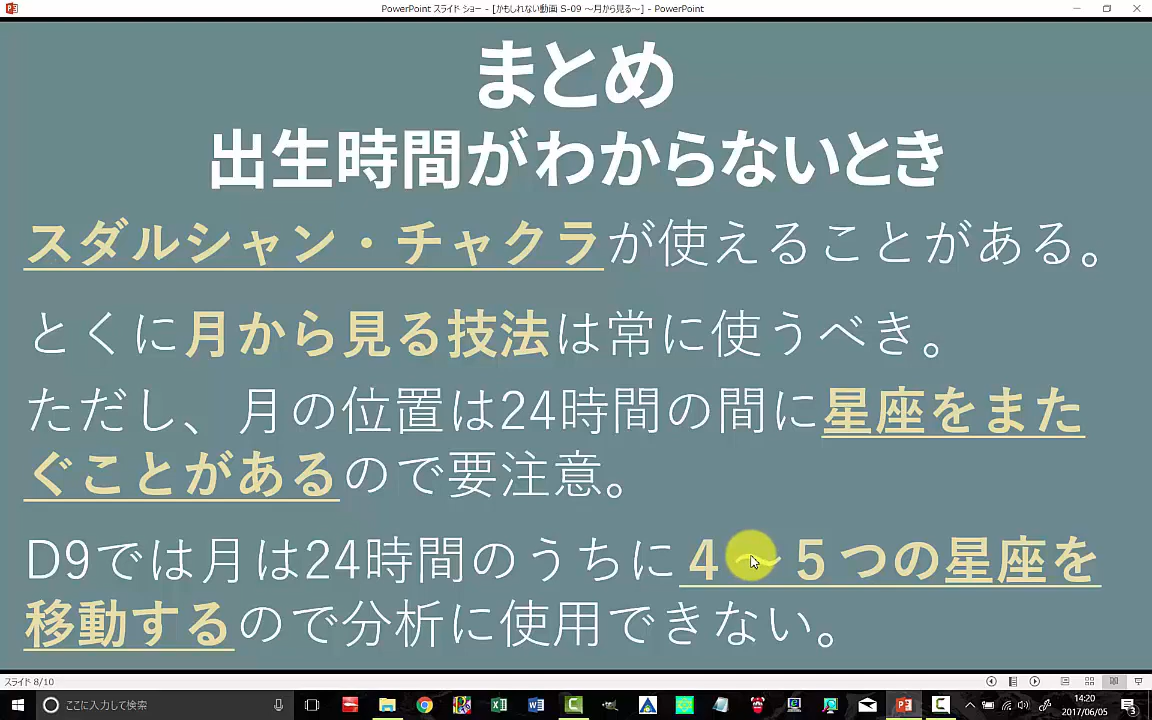 PowerPoint スライド ショー - [かもしれない動画 S-09 ～月から見る～] - PowerPoint
まとめ
出生時間がわからないとき
スダルシャン・チャクラが使えることがある。
とくに月から見る技法は常に使うべき。
ただし、月の位置は24時間の間に星座をまた
ぐことがあるので要注意。
D9では月は24時間のうちに４～５つの星座を
移動するので分析に使用できない。
スライド 8/10
ここに入力して検索
14:20
2017/06/05
3